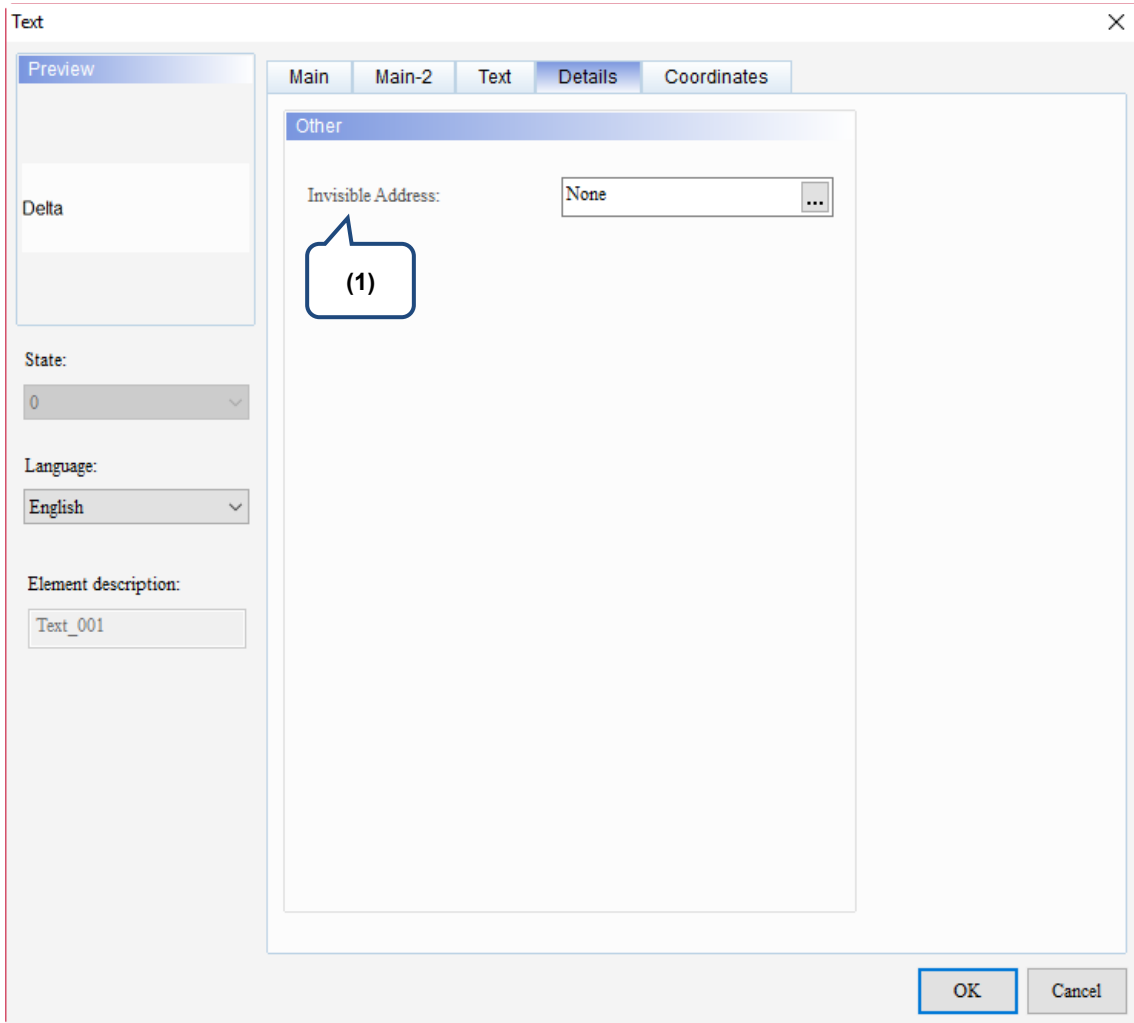 Text
Preview
Delta
State:
0
Language:
English
Element description:
Text_001
Main Main-2 Text Details Coordinates
Other
Invisible Address: None ...
(1)
OK Cancel